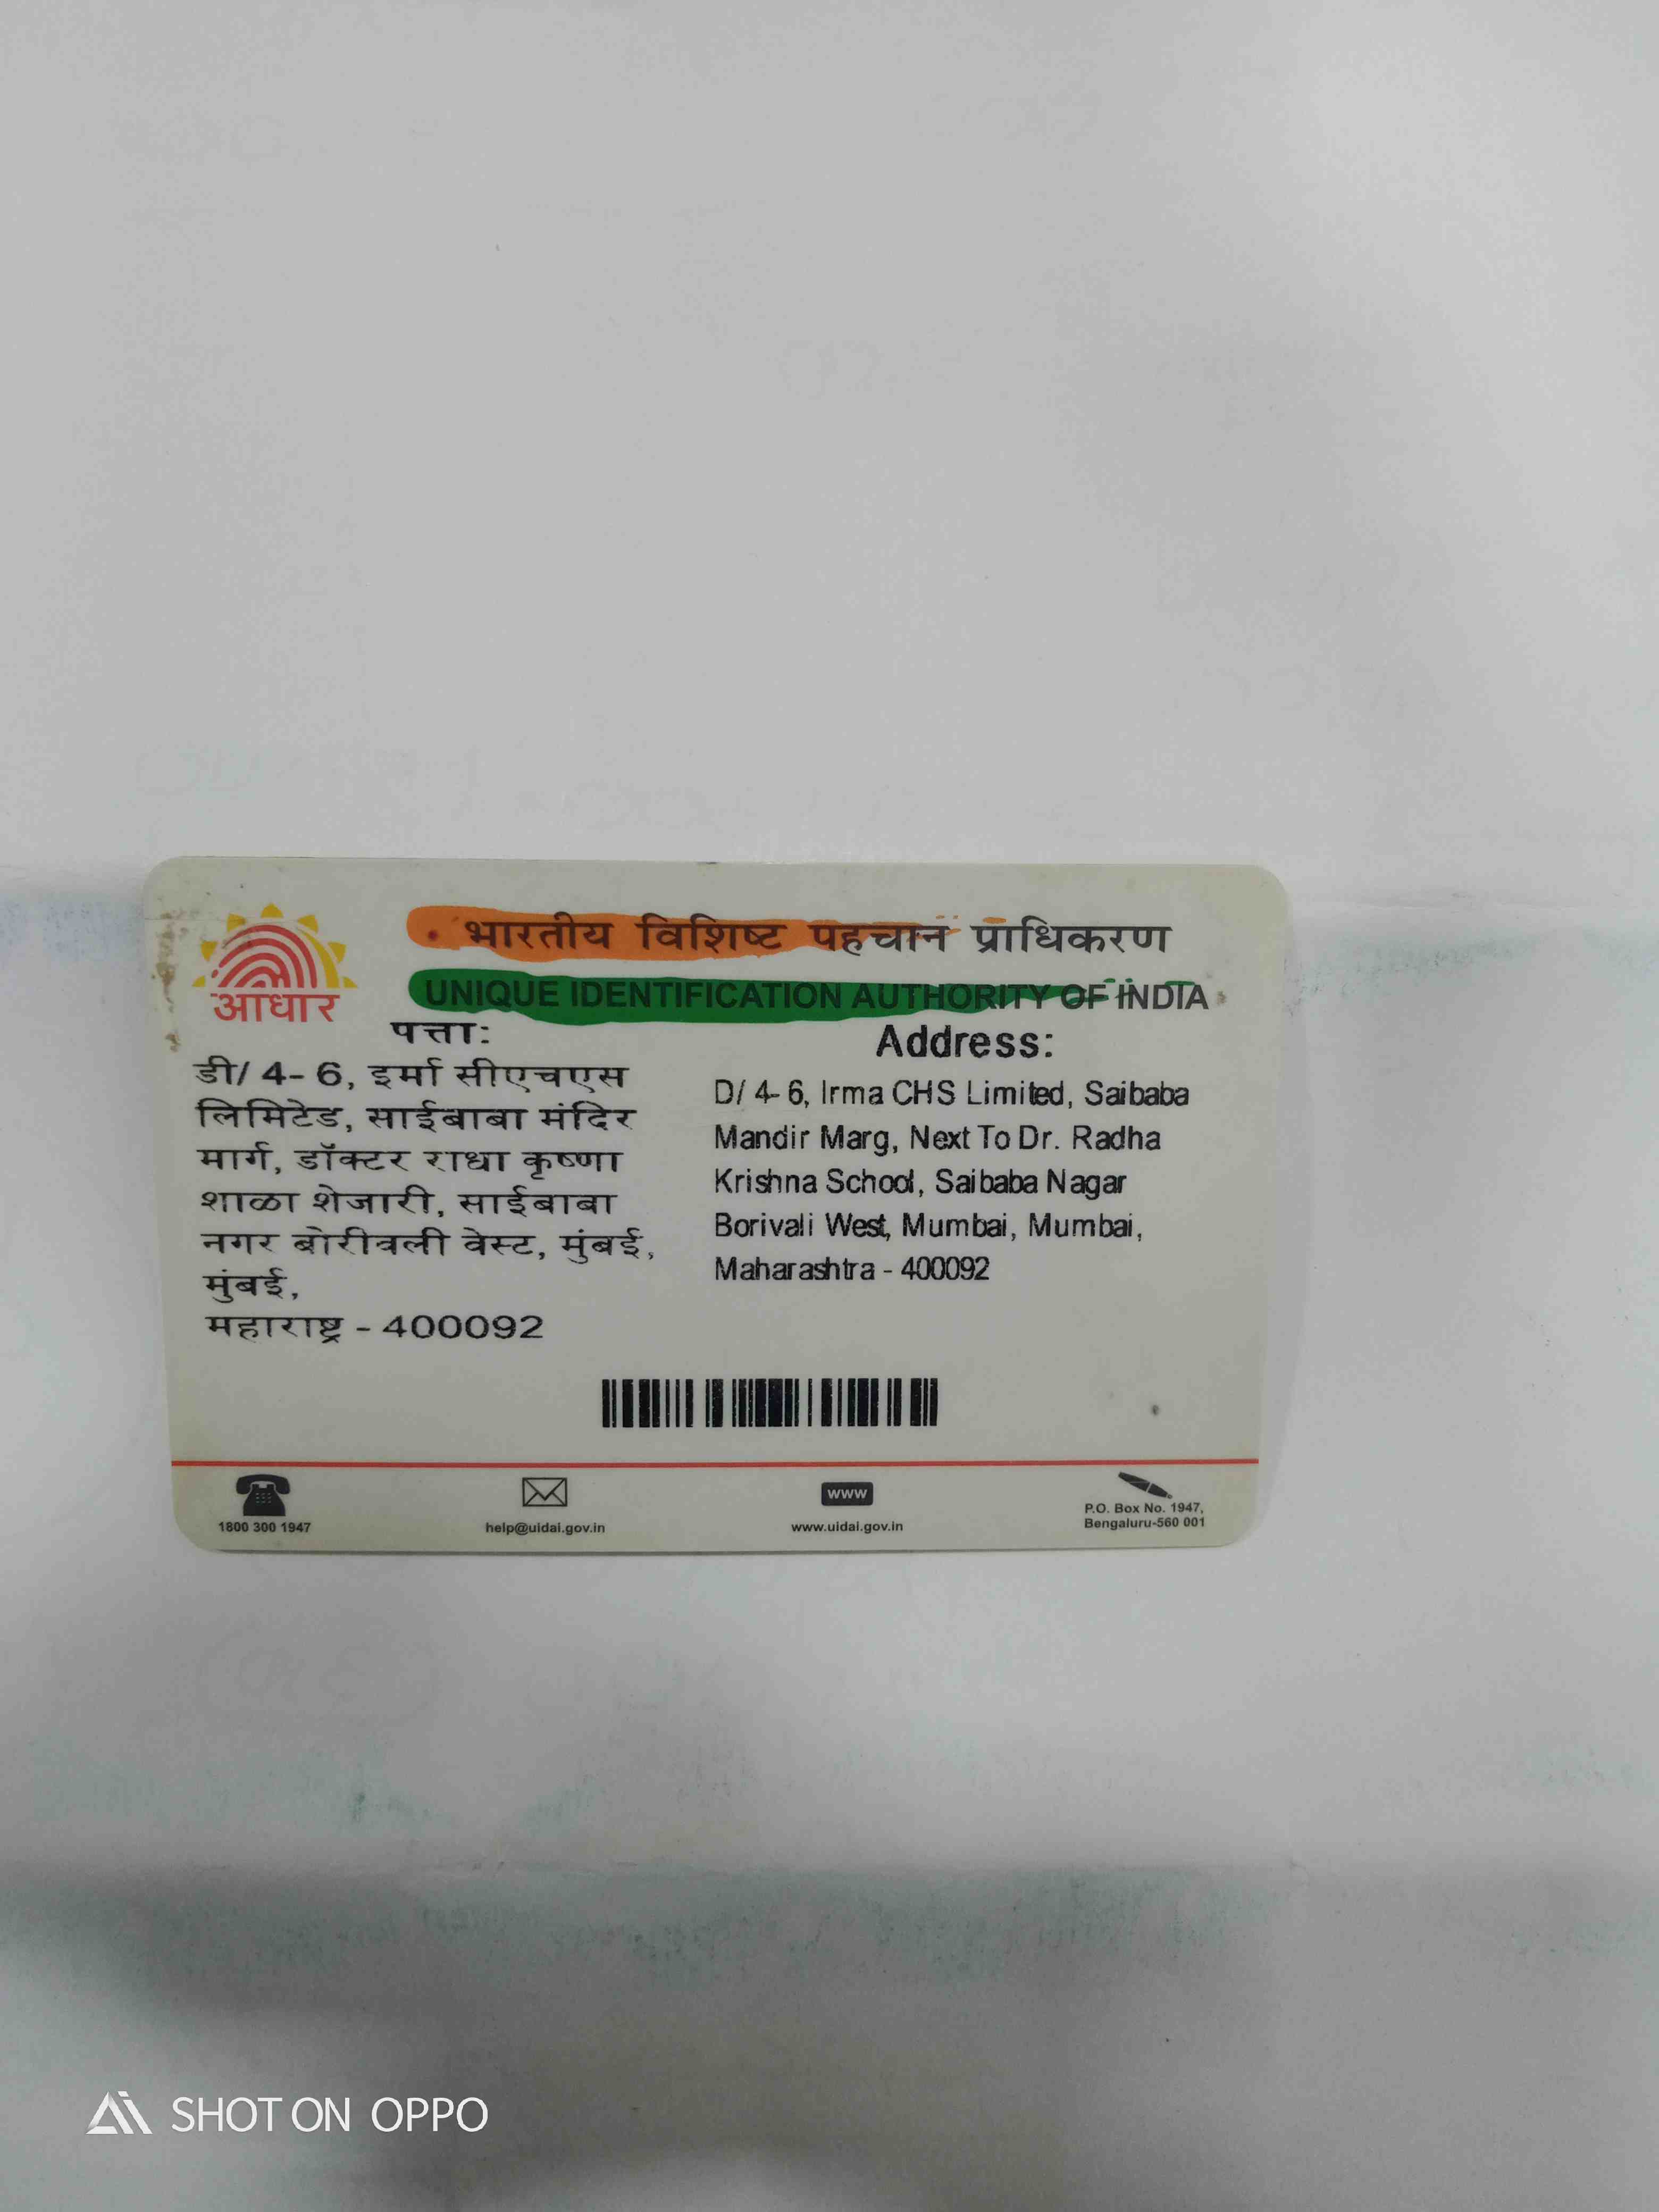 भारतीय विशिष्ट पहचान प्राधिकरण
UNIQUE IDENTIFICATION AUTHORITY OF INDIA
आधार
पत्ता:
डी/ 4- 6, इर्मा सीएचएस
लिमिटेड, साईबाबा मंदिर
मार्ग, डॉक्टर राधा कृष्णा
शाळा शेजारी, साईबाबा
नगर बोरीवली वेस्ट, मुंबई,
मुंबई,
महाराष्ट्र - 400092
Address:
D/ 4- 6, Irma CHS Limited, Saibaba
Mandir Marg, Next To Dr. Radha
Krishna School, Saibaba Nagar
Borivali West, Mumbai, Mumbai,
Maharashtra - 400092
1800 300 1947
help@uidai.gov.in
WWW
www.uidai.gov.in
P.O. Box No. 1947,
Bengaluru-560 001
SHOT ON OPPO